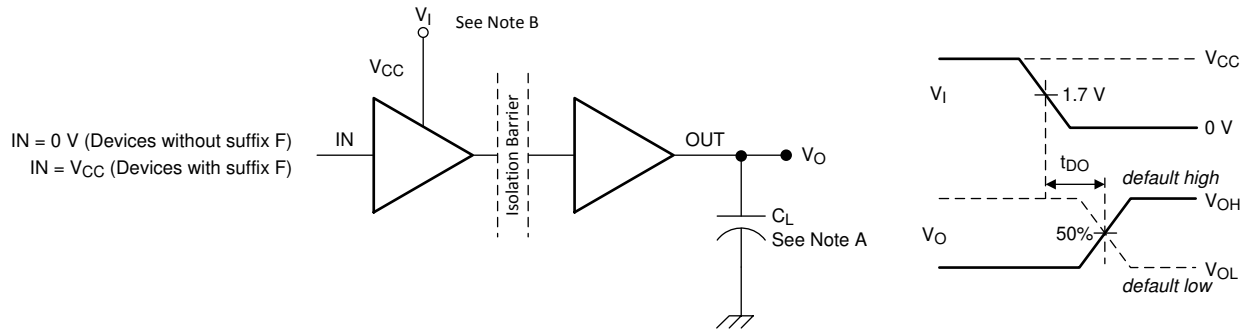 V_I See Note B
V_CC
IN = 0 V (Devices without suffix F)
IN = V_CC (Devices with suffix F)
IN
Isolation Barrier
OUT
V_O
C_L
See Note A
V_CC
V_I
1.7 V
0 V
t_DO
default high
V_OH
V_O
50%
V_OL
default low